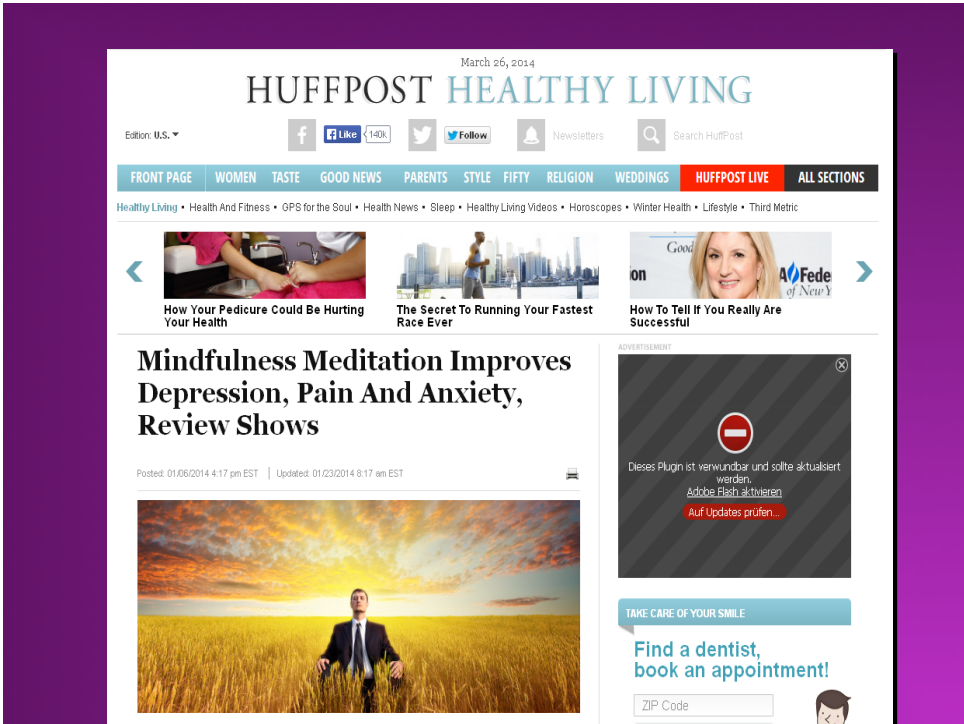 March 26, 2014
HUFFPOST HEALTHY LIVING
Edition: U.S.
f Like 140k
Follow
Newsletters
Search HuffPost
FRONT PAGE WOMEN TASTE GOOD NEWS PARENTS STYLE FIFTY RELIGION WEDDINGS HUFFPOST LIVE ALL SECTIONS
Healthy Living • Health And Fitness • GPS for the Soul • Health News • Sleep • Healthy Living Videos • Horoscopes • Winter Health • Lifestyle • Third Metric
Good
ion
AFede
of New Y
How Your Pedicure Could Be Hurting
Your Health
The Secret To Running Your Fastest
Race Ever
How To Tell If You Really Are
Successful
Mindfulness Meditation Improves
Depression, Pain And Anxiety,
Review Shows
Posted: 01/06/2014 4:17 pm EST | Updated: 01/23/2014 8:17 am EST
ADVERTISEMENT
Dieses Plugin ist verwundbar und sollte aktualisiert
werden.
Adobe Flash aktivieren
Auf Updates prüfen...
TAKE CARE OF YOUR SMILE
Find a dentist,
book an appointment!
ZIP Code